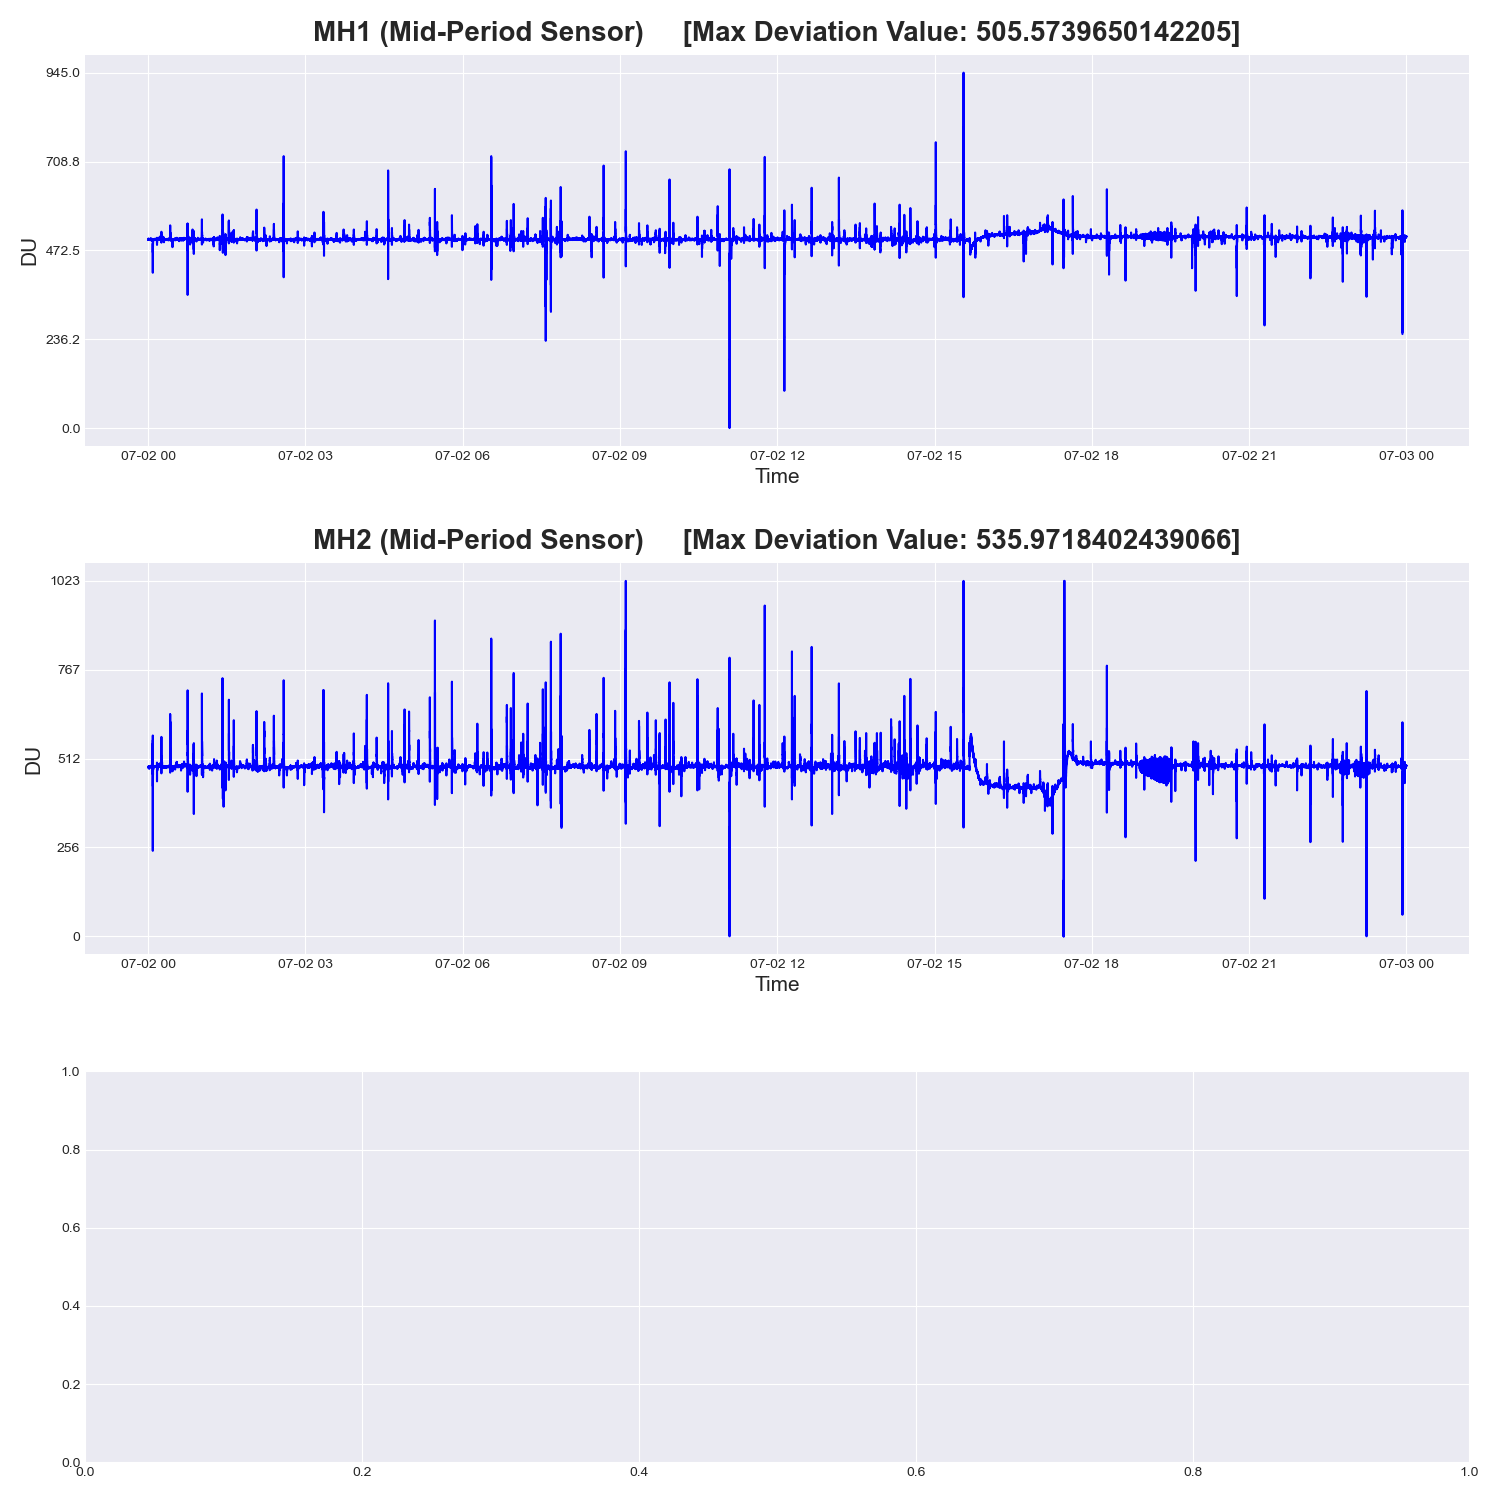 MH1 (Mid-Period Sensor) [Max Deviation Value: 505.5739650142205]
945.0
708.8
472.5
236.2
0.0
DU
07-02 00 07-02 03 07-02 06 07-02 09 07-02 12 07-02 15 07-02 18 07-02 21 07-03 00
Time
MH2 (Mid-Period Sensor) [Max Deviation Value: 535.9718402439066]
1023
767
512
256
0
DU
07-02 00 07-02 03 07-02 06 07-02 09 07-02 12 07-02 15 07-02 18 07-02 21 07-03 00
Time
1.0
0.8
0.6
0.4
0.2
0.0
0.0 0.2 0.4 0.6 0.8 1.0